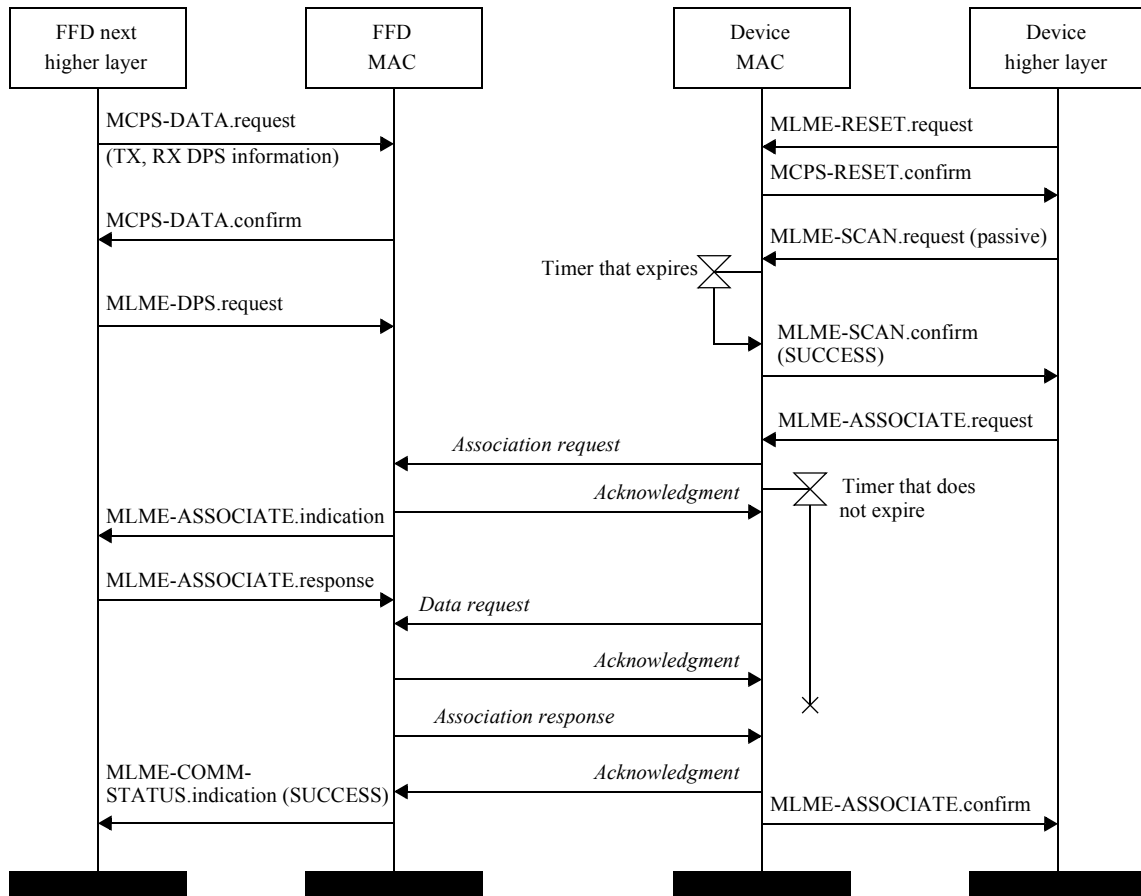 FFD next
higher layer
FFD
MAC
Device
MAC
Device
higher layer
MCPS-DATA.request
(TX, RX DPS information)
MLME-RESET.request
MCPS-RESET.confirm
MCPS-DATA.confirm
MLME-SCAN.request (passive)
Timer that expires
MLME-DPS.request
MLME-SCAN.confirm
(SUCCESS)
MLME-ASSOCIATE.request
Association request
Acknowledgment
Timer that does
not expire
MLME-ASSOCIATE.indication
MLME-ASSOCIATE.response
Data request
Acknowledgment
Association response
Acknowledgment
MLME-COMM-
STATUS.indication (SUCCESS)
MLME-ASSOCIATE.confirm